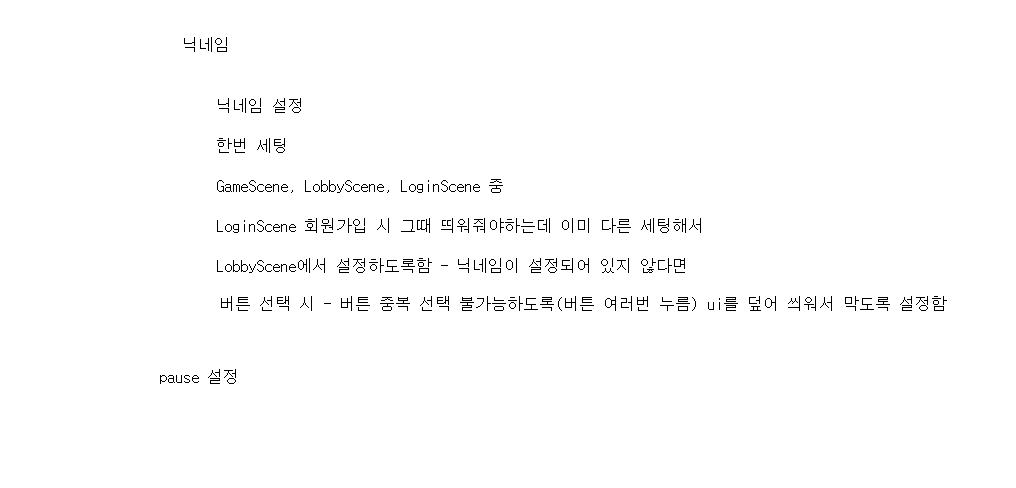 닉네임
닉네임 설정
한번 세팅
GameScene, LobbyScene, LoginScene 중
LoginScene 회원가입 시 그때 띄워줘야하는데 이미 다른 세팅해서
LobbyScene에서 설정하도록함 - 닉네임이 설정되어 있지 않다면
버튼 선택 시 - 버튼 중복 선택 불가능하도록(버튼 여러번 누름) ui를 덮어 씌워서 막도록 설정함
pause 설정